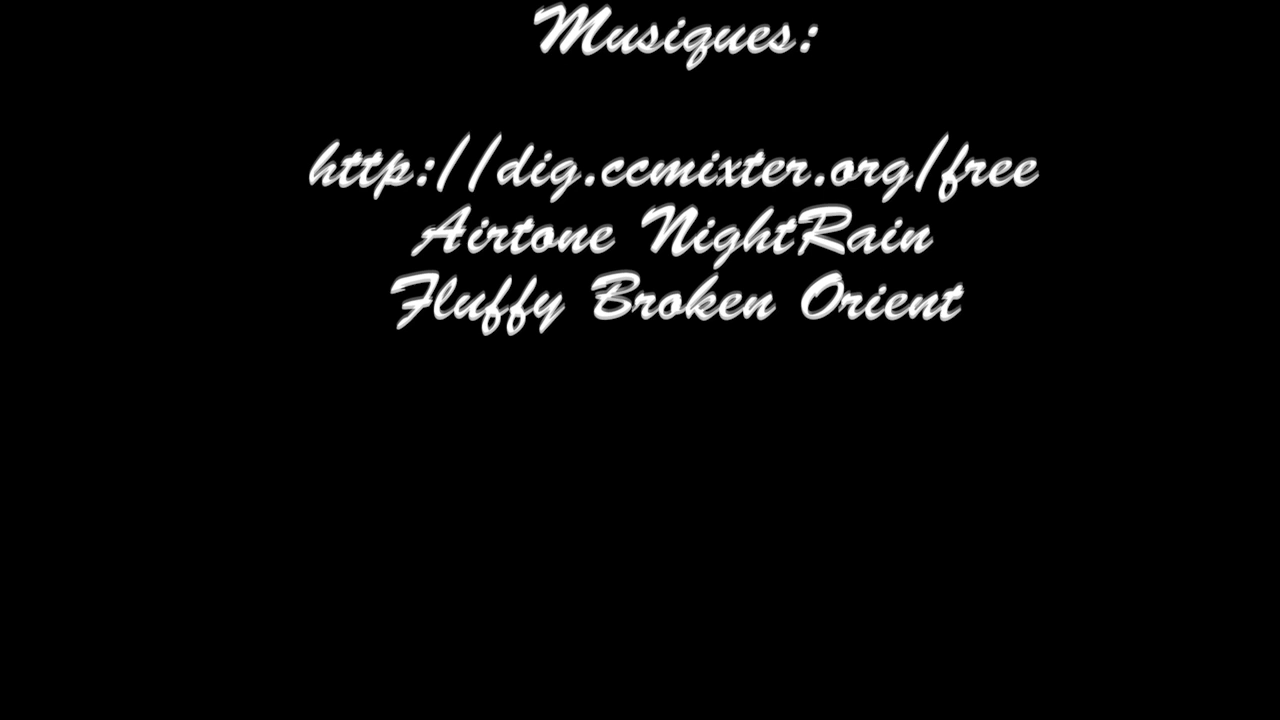 Musiques:
http://dig.ccmixter.org/free
Airtone NightRain
Fluffy Broken Orient